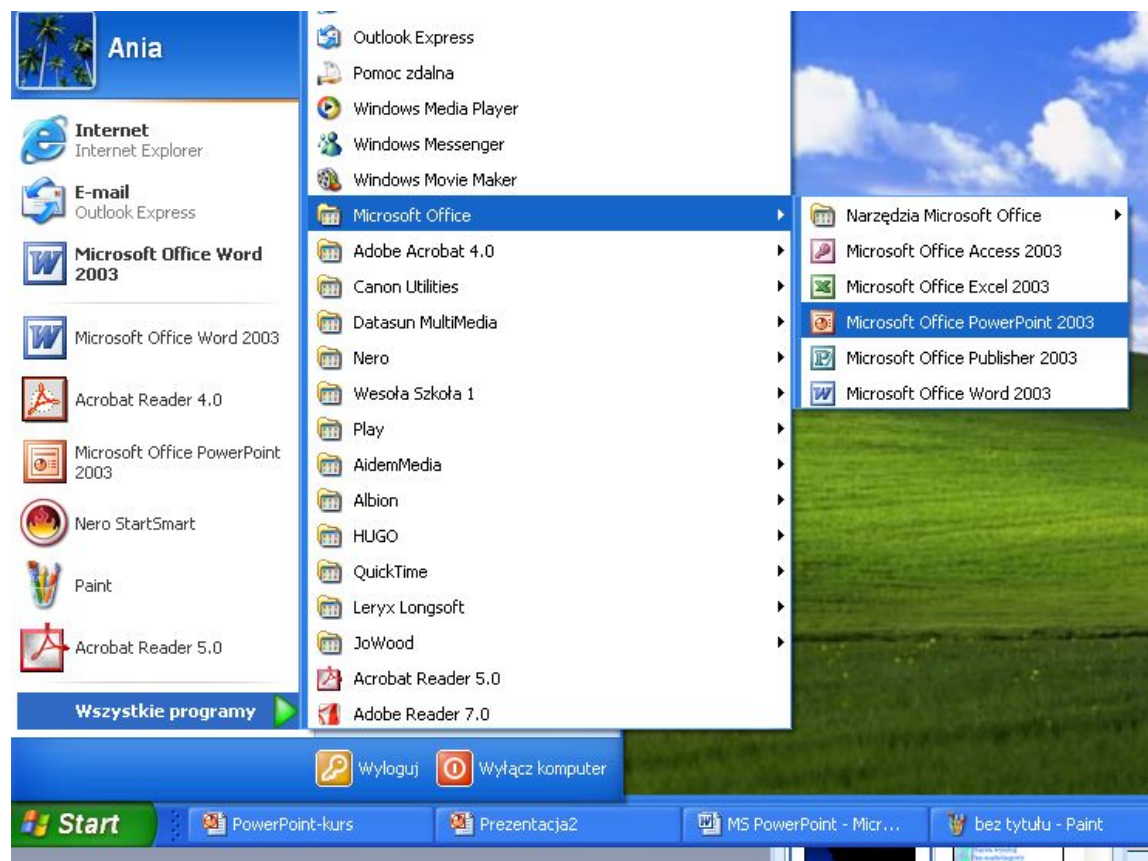 Ania
Internet
Internet Explorer
E-mail
Outlook Express
Microsoft Office Word
2003
Microsoft Office Word 2003
Acrobat Reader 4.0
Microsoft Office PowerPoint
2003
Nero StartSmart
Paint
Acrobat Reader 5.0
Wszystkie programy
Outlook Express
Pomoc zdalna
Windows Media Player
Windows Messenger
Windows Movie Maker
Microsoft Office
Adobe Acrobat 4.0
Canon Utilities
Datasun MultiMedia
Nero
Wesoła Szkoła 1
Play
AidemMedia
Albion
HUGO
QuickTime
Leryx Longsoft
JoWood
Acrobat Reader 5.0
Adobe Reader 7.0
Narzędzia Microsoft Office
Microsoft Office Access 2003
Microsoft Office Excel 2003
Microsoft Office PowerPoint 2003
Microsoft Office Publisher 2003
Microsoft Office Word 2003
Wyloguj
Wyłącz komputer
Start
PowerPoint-kurs
Prezentacja2
MS PowerPoint - Micr...
bez tytułu - Paint